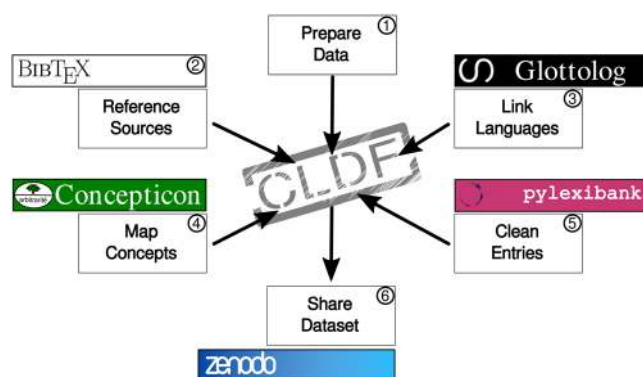 ①
Prepare
Data
BIBTEX
②
Reference
Sources
Glottolog
③
Link
Languages
CLDF
arbitrarité
Concepticon
④
Map
Concepts
pylexibank
⑤
Clean
Entries
⑥
Share
Dataset
zenodo